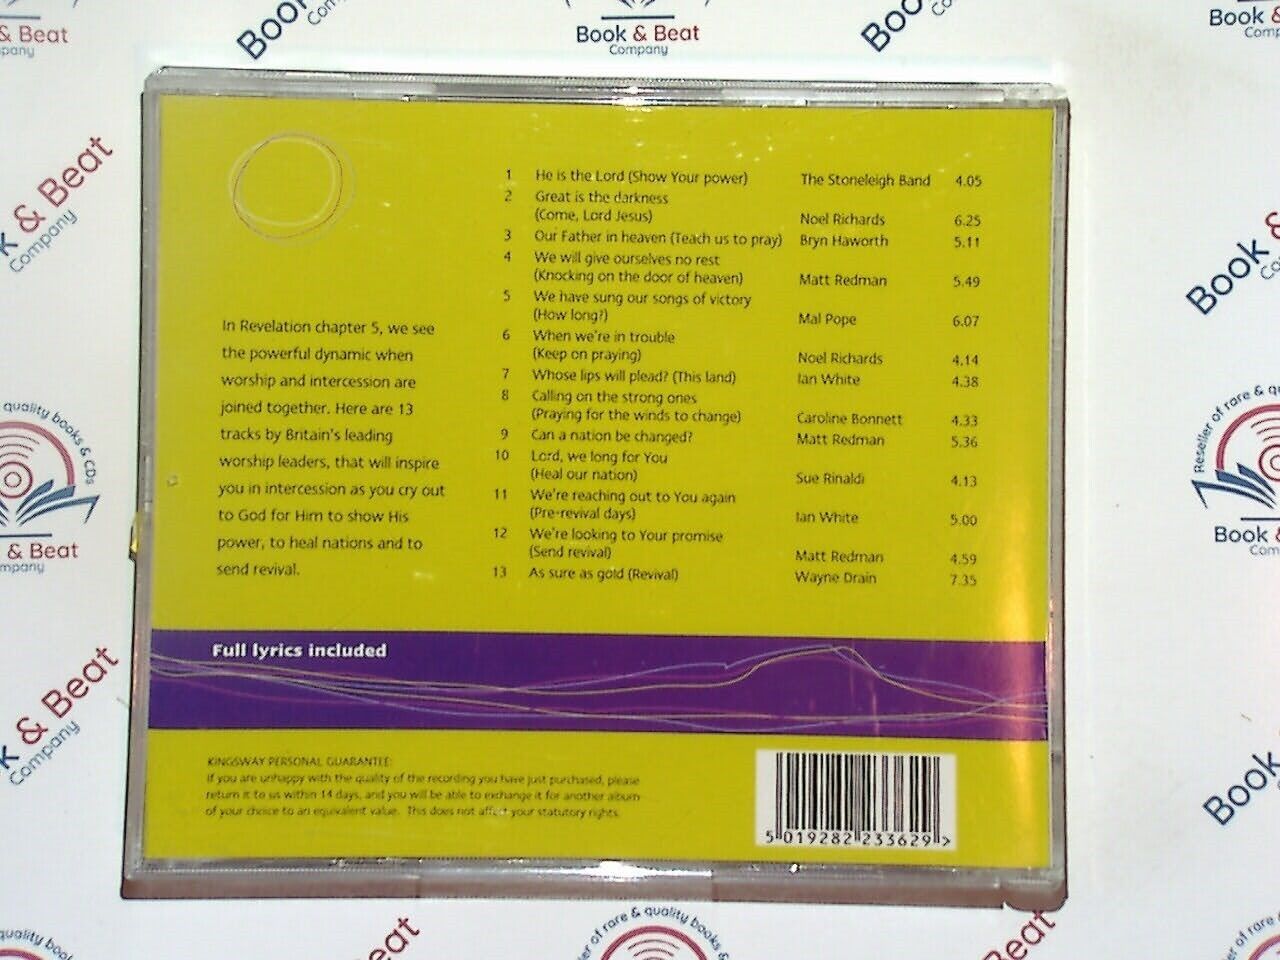 Book & Beat
Company
Book & Beat
Company
In Revelation chapter 5, we see
the powerful dynamic when
worship and intercession are
joined together. Here are 13
tracks by Britain's leading
worship leaders, that will inspire
you in intercession as you cry out
to God for Him to show His
power, to heal nations and to
send revival.
1 He is the Lord (Show Your power) The Stoneleigh Band 4.05
2 Great is the darkness
(Come, Lord Jesus) Noel Richards 6.25
3 Our Father in heaven (Teach us to pray) Bryn Haworth 5.11
4 We will give ourselves no rest
(Knocking on the door of heaven) Matt Redman 5.49
5 We have sung our songs of victory
(How long?) Mal Pope 6.07
6 When we're in trouble
(Keep on praying) Noel Richards 4.14
7 Whose lips will plead? (This land) Ian White 4.38
8 Calling on the strong ones
(Praying for the winds to change) Caroline Bonnett 4.33
9 Can a nation be changed? Matt Redman 5.36
10 Lord, we long for You
(Heal our nation) Sue Rinaldi 4.13
11 We're reaching out to You again
(Pre-revival days) Ian White 5.00
12 We're looking to Your promise
(Send revival) Matt Redman 4.59
13 As sure as gold (Revival) Wayne Drain 7.35
Full lyrics included
KINGSWAY PERSONAL GUARANTEE:
If you are unhappy with the quality of the recording you have just purchased, please
return it to us within 14 days, and you will be able to exchange it for another album
of your choice to an equivalent value. This does not affect your statutory rights.
5 019282 233629 >